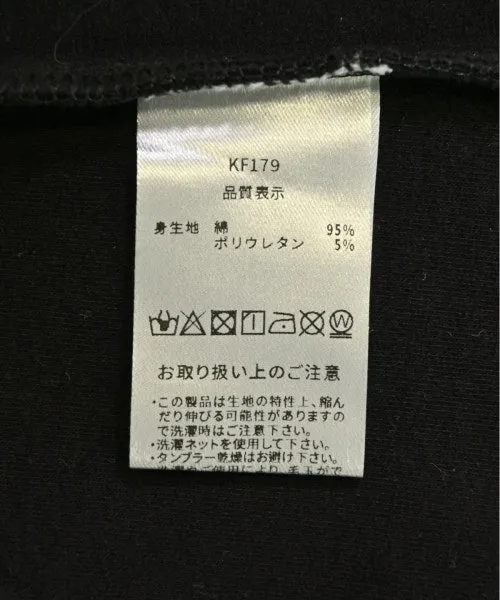 KF179
品質表示
身生地 綿 95%
ポリウレタン 5%
W
お取り扱い上のご注意
・この製品は生地の特性上、縮ん
だり伸びる可能性がありますの
で洗濯時はご注意下さい。
・洗濯ネットを使用して下さい。
・タンブラー乾燥はお避け下さい。